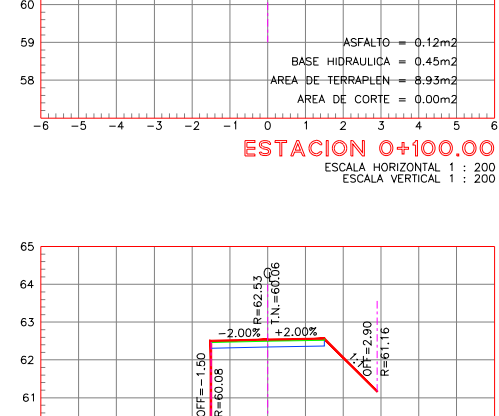 60
59
58
ASFALTO = 0.12m2
BASE HIDRAULICA = 0.45m2
AREA DE TERRAPLEN = 8.93m2
AREA DE CORTE = 0.00m2
-6 -5 -4 -3 -2 -1 0 1 2 3 4 5 6
ESTACION 0+100.00
ESCALA HORIZONTAL 1 : 200
ESCALA VERTICAL 1 : 200
65
64
63
62
61
R=62.53
T.N.=60.06
-2.00% +2.00%
OFF=-1.50
R=60.08
1:1
OFF=2.90
R=61.16